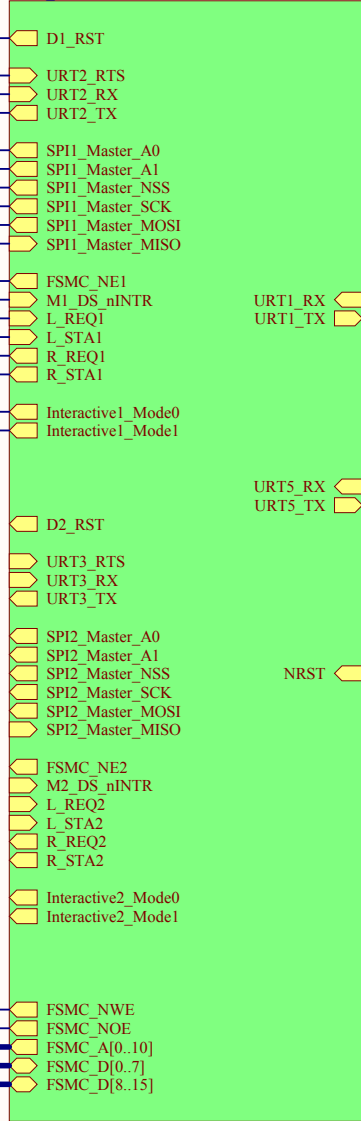 D1_RST
URT2_RTS
URT2_RX
URT2_TX
SPI1_Master_A0
SPI1_Master_A1
SPI1_Master_NSS
SPI1_Master_SCK
SPI1_Master_MOSI
SPI1_Master_MISO
FSMC_NE1
M1_DS_nINTR
L_REQ1
L_STA1
R_REQ1
R_STA1
Interactive1_Mode0
Interactive1_Mode1
D2_RST
URT3_RTS
URT3_RX
URT3_TX
SPI2_Master_A0
SPI2_Master_A1
SPI2_Master_NSS
SPI2_Master_SCK
SPI2_Master_MOSI
SPI2_Master_MISO
FSMC_NE2
M2_DS_nINTR
L_REQ2
L_STA2
R_REQ2
R_STA2
Interactive2_Mode0
Interactive2_Mode1
FSMC_NWE
FSMC_NOE
FSMC_A[0..10]
FSMC_D[0..7]
FSMC_D[8..15]
URT1_RX
URT1_TX
URT5_RX
URT5_TX
NRST